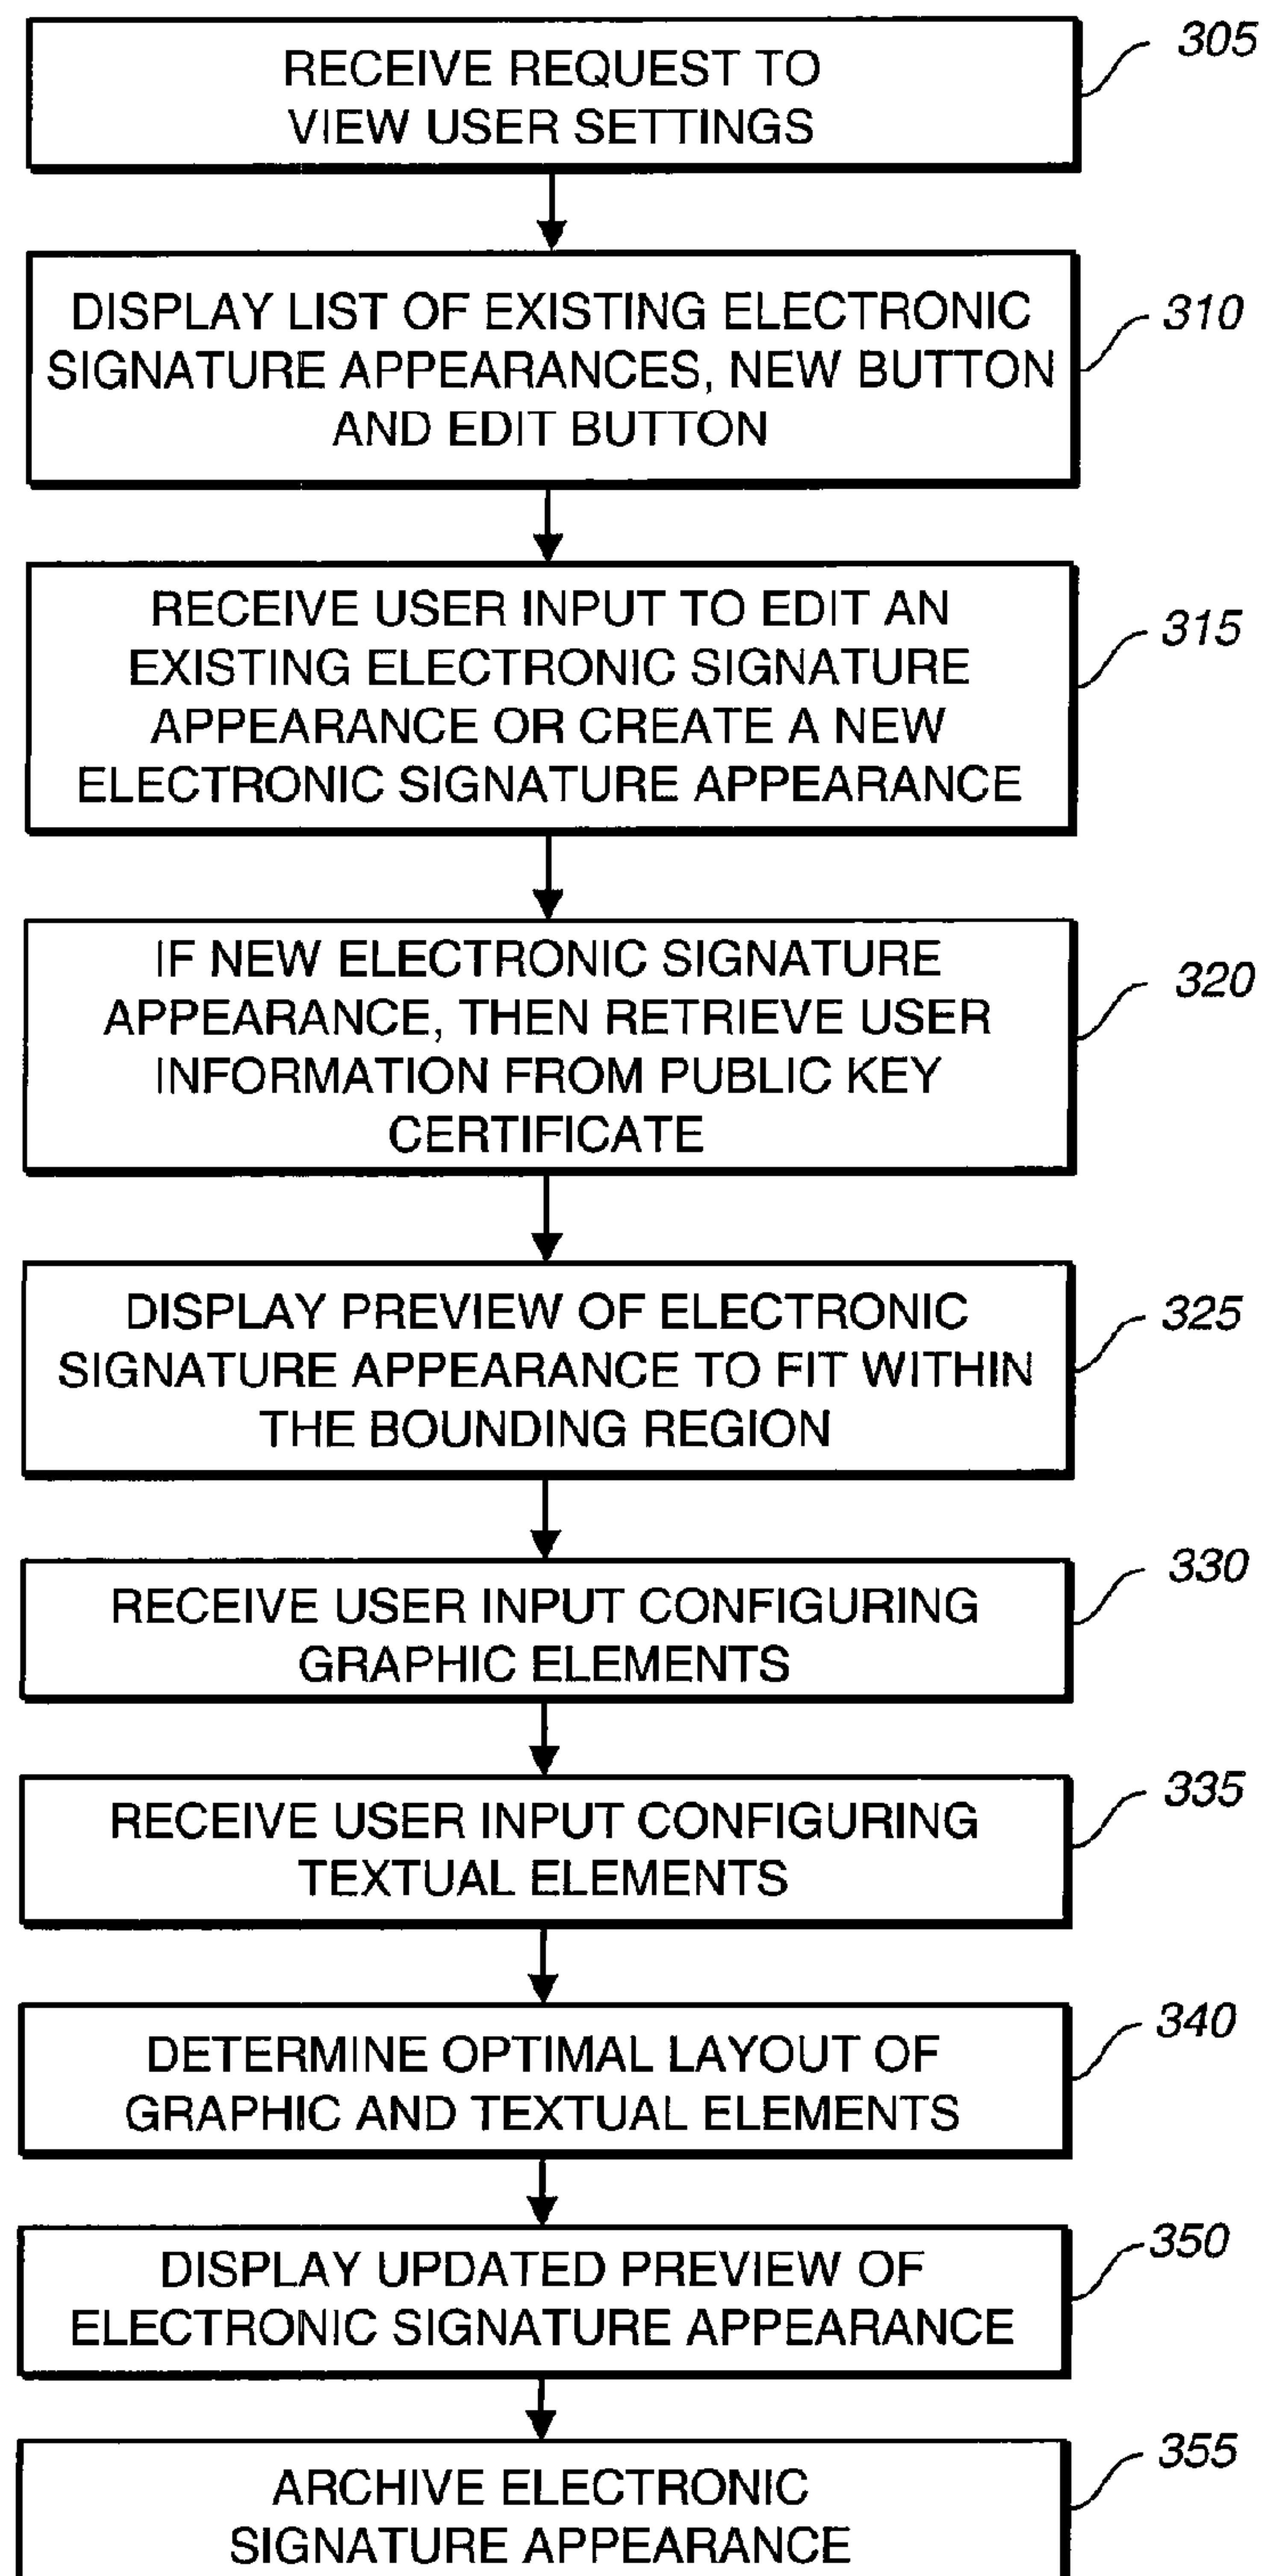 RECEIVE REQUEST TO
VIEW USER SETTINGS
305
DISPLAY LIST OF EXISTING ELECTRONIC
SIGNATURE APPEARANCES, NEW BUTTON
AND EDIT BUTTON
310
RECEIVE USER INPUT TO EDIT AN
EXISTING ELECTRONIC SIGNATURE
APPEARANCE OR CREATE A NEW
ELECTRONIC SIGNATURE APPEARANCE
315
IF NEW ELECTRONIC SIGNATURE
APPEARANCE, THEN RETRIEVE USER
INFORMATION FROM PUBLIC KEY
CERTIFICATE
320
DISPLAY PREVIEW OF ELECTRONIC
SIGNATURE APPEARANCE TO FIT WITHIN
THE BOUNDING REGION
325
RECEIVE USER INPUT CONFIGURING
GRAPHIC ELEMENTS
330
RECEIVE USER INPUT CONFIGURING
TEXTUAL ELEMENTS
335
DETERMINE OPTIMAL LAYOUT OF
GRAPHIC AND TEXTUAL ELEMENTS
340
DISPLAY UPDATED PREVIEW OF
ELECTRONIC SIGNATURE APPEARANCE
350
ARCHIVE ELECTRONIC
SIGNATURE APPEARANCE
355